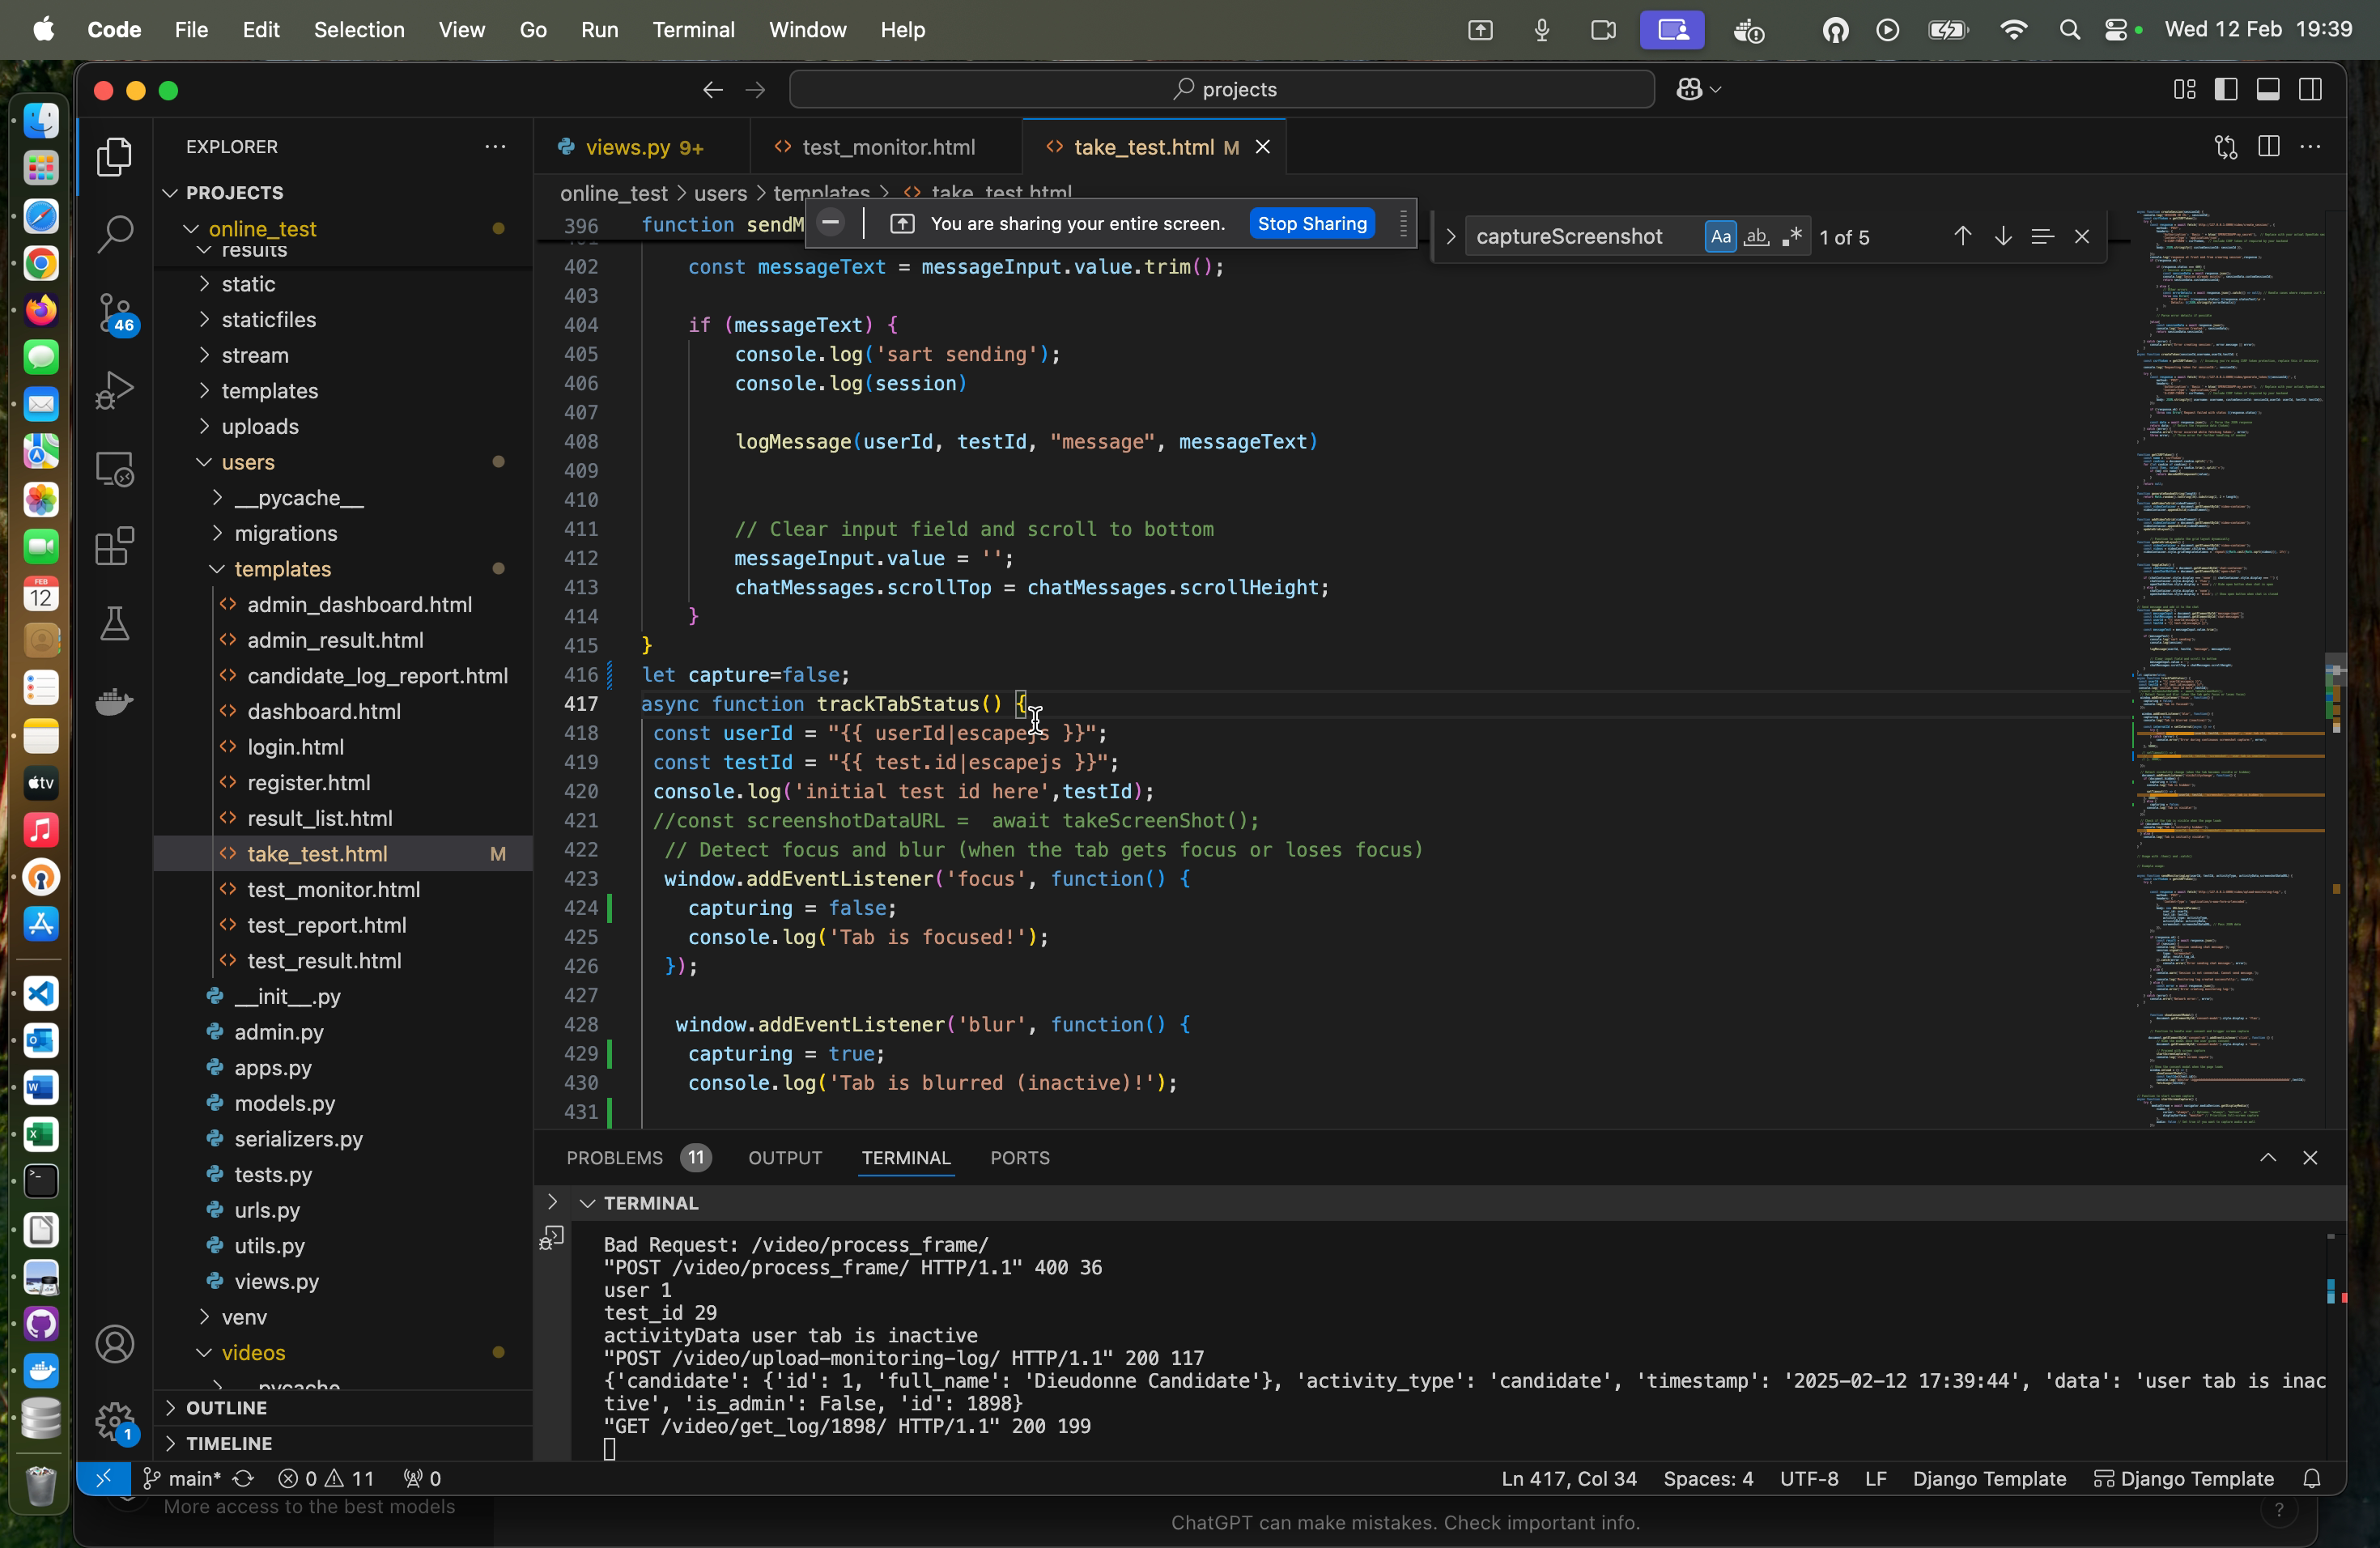 Code File Edit Selection View Go Run Terminal Window Help Wed 12 Feb 19:39
projects
EXPLORER
PROJECTS
online_test
results
static
staticfiles
stream
templates
uploads
users
__pycache__
migrations
templates
admin_dashboard.html
admin_result.html
candidate_log_report.html
dashboard.html
login.html
register.html
result_list.html
take_test.html M
test_monitor.html
test_report.html
test_result.html
__init__.py
admin.py
apps.py
models.py
serializers.py
tests.py
urls.py
utils.py
views.py
venv
videos
__pycache__
OUTLINE
TIMELINE
46
1
FEB
12
tv
views.py 9+
test_monitor.html
take_test.html M
online_test > users > templates > take_test.html
You are sharing your entire screen. Stop Sharing
captureScreenshot Aa ab 1 of 5
396 function sendM
402 const messageText = messageInput.value.trim();
403
404 if (messageText) {
405 console.log('sart sending');
406 console.log(session)
407
408 logMessage(userId, testId, "message", messageText)
409
410
411 // Clear input field and scroll to bottom
412 messageInput.value = '';
413 chatMessages.scrollTop = chatMessages.scrollHeight;
414 }
415 }
416 let capture=false;
417 async function trackTabStatus() {
418 const userId = "{{ userId|escapejs }}";
419 const testId = "{{ test.id|escapejs }}";
420 console.log('initial test id here',testId);
421 //const screenshotDataURL =  await takeScreenShot();
422 // Detect focus and blur (when the tab gets focus or loses focus)
423 window.addEventListener('focus', function() {
424 capturing = false;
425 console.log('Tab is focused!');
426 });
427
428 window.addEventListener('blur', function() {
429 capturing = true;
430 console.log('Tab is blurred (inactive)!');
431
PROBLEMS 11 OUTPUT TERMINAL PORTS
TERMINAL
Bad Request: /video/process_frame/
"POST /video/process_frame/ HTTP/1.1" 400 36
user 1
test_id 29
activityData user tab is inactive
"POST /video/upload-monitoring-log/ HTTP/1.1" 200 117
{'candidate': {'id': 1, 'full_name': 'Dieudonne Candidate'}, 'activity_type': 'candidate', 'timestamp': '2025-02-12 17:39:44', 'data': 'user tab is inac
tive', 'is_admin': False, 'id': 1898}
"GET /video/get_log/1898/ HTTP/1.1" 200 199
main* 0 11 0 Ln 417, Col 34 Spaces: 4 UTF-8 LF Django Template Django Template
More access to the best models
ChatGPT can make mistakes. Check important info.
?